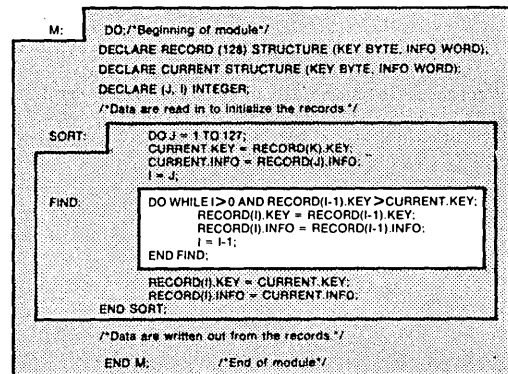 M: DO;/*Beginning of module*/
DECLARE RECORD (128) STRUCTURE (KEY BYTE, INFO WORD);
DECLARE CURRENT STRUCTURE (KEY BYTE, INFO WORD);
DECLARE (J, I) INTEGER;
/*Data are read in to initialize the records.*/
SORT: DO J = 1 TO 127;
CURRENT.KEY = RECORD(K).KEY;
CURRENT.INFO = RECORD(J).INFO;
I = J;
FIND: DO WHILE I>0 AND RECORD(I-1).KEY>CURRENT.KEY;
RECORD(I).KEY = RECORD(I-1).KEY;
RECORD(I).INFO = RECORD(I-1).INFO;
I = I-1;
END FIND;
RECORD(I).KEY = CURRENT.KEY;
RECORD(I).INFO = CURRENT.INFO;
END SORT;
/*Data are written out from the records.*/
END M; /*End of module*/